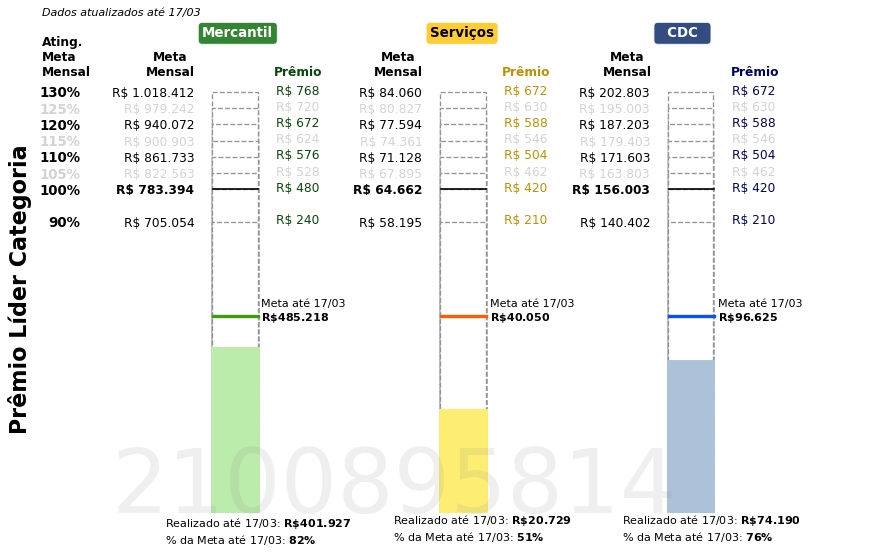 Dados atualizados até 17/03
Mercantil
Serviços
CDC
Ating.
Meta
Mensal
Meta
Mensal
Prêmio
Meta
Mensal
Prêmio
Meta
Mensal
Prêmio
130% R$ 1.018.412 R$ 768 R$ 84.060 R$ 672 R$ 202.803 R$ 672
125% R$ 979.242 R$ 720 R$ 80.827 R$ 630 R$ 195.003 R$ 630
120% R$ 940.072 R$ 672 R$ 77.594 R$ 588 R$ 187.203 R$ 588
115% R$ 900.903 R$ 624 R$ 74.361 R$ 546 R$ 179.403 R$ 546
110% R$ 861.733 R$ 576 R$ 71.128 R$ 504 R$ 171.603 R$ 504
105% R$ 822.563 R$ 528 R$ 67.895 R$ 462 R$ 163.803 R$ 462
100% R$ 783.394 R$ 480 R$ 64.662 R$ 420 R$ 156.003 R$ 420
90% R$ 705.054 R$ 240 R$ 58.195 R$ 210 R$ 140.402 R$ 210
Prêmio Líder Categoria
Meta até 17/03
R$485.218
Meta até 17/03
R$40.050
Meta até 17/03
R$96.625
2100895814
Realizado até 17/03: R$401.927
% da Meta até 17/03: 82%
Realizado até 17/03: R$20.729
% da Meta até 17/03: 51%
Realizado até 17/03: R$74.190
% da Meta até 17/03: 76%